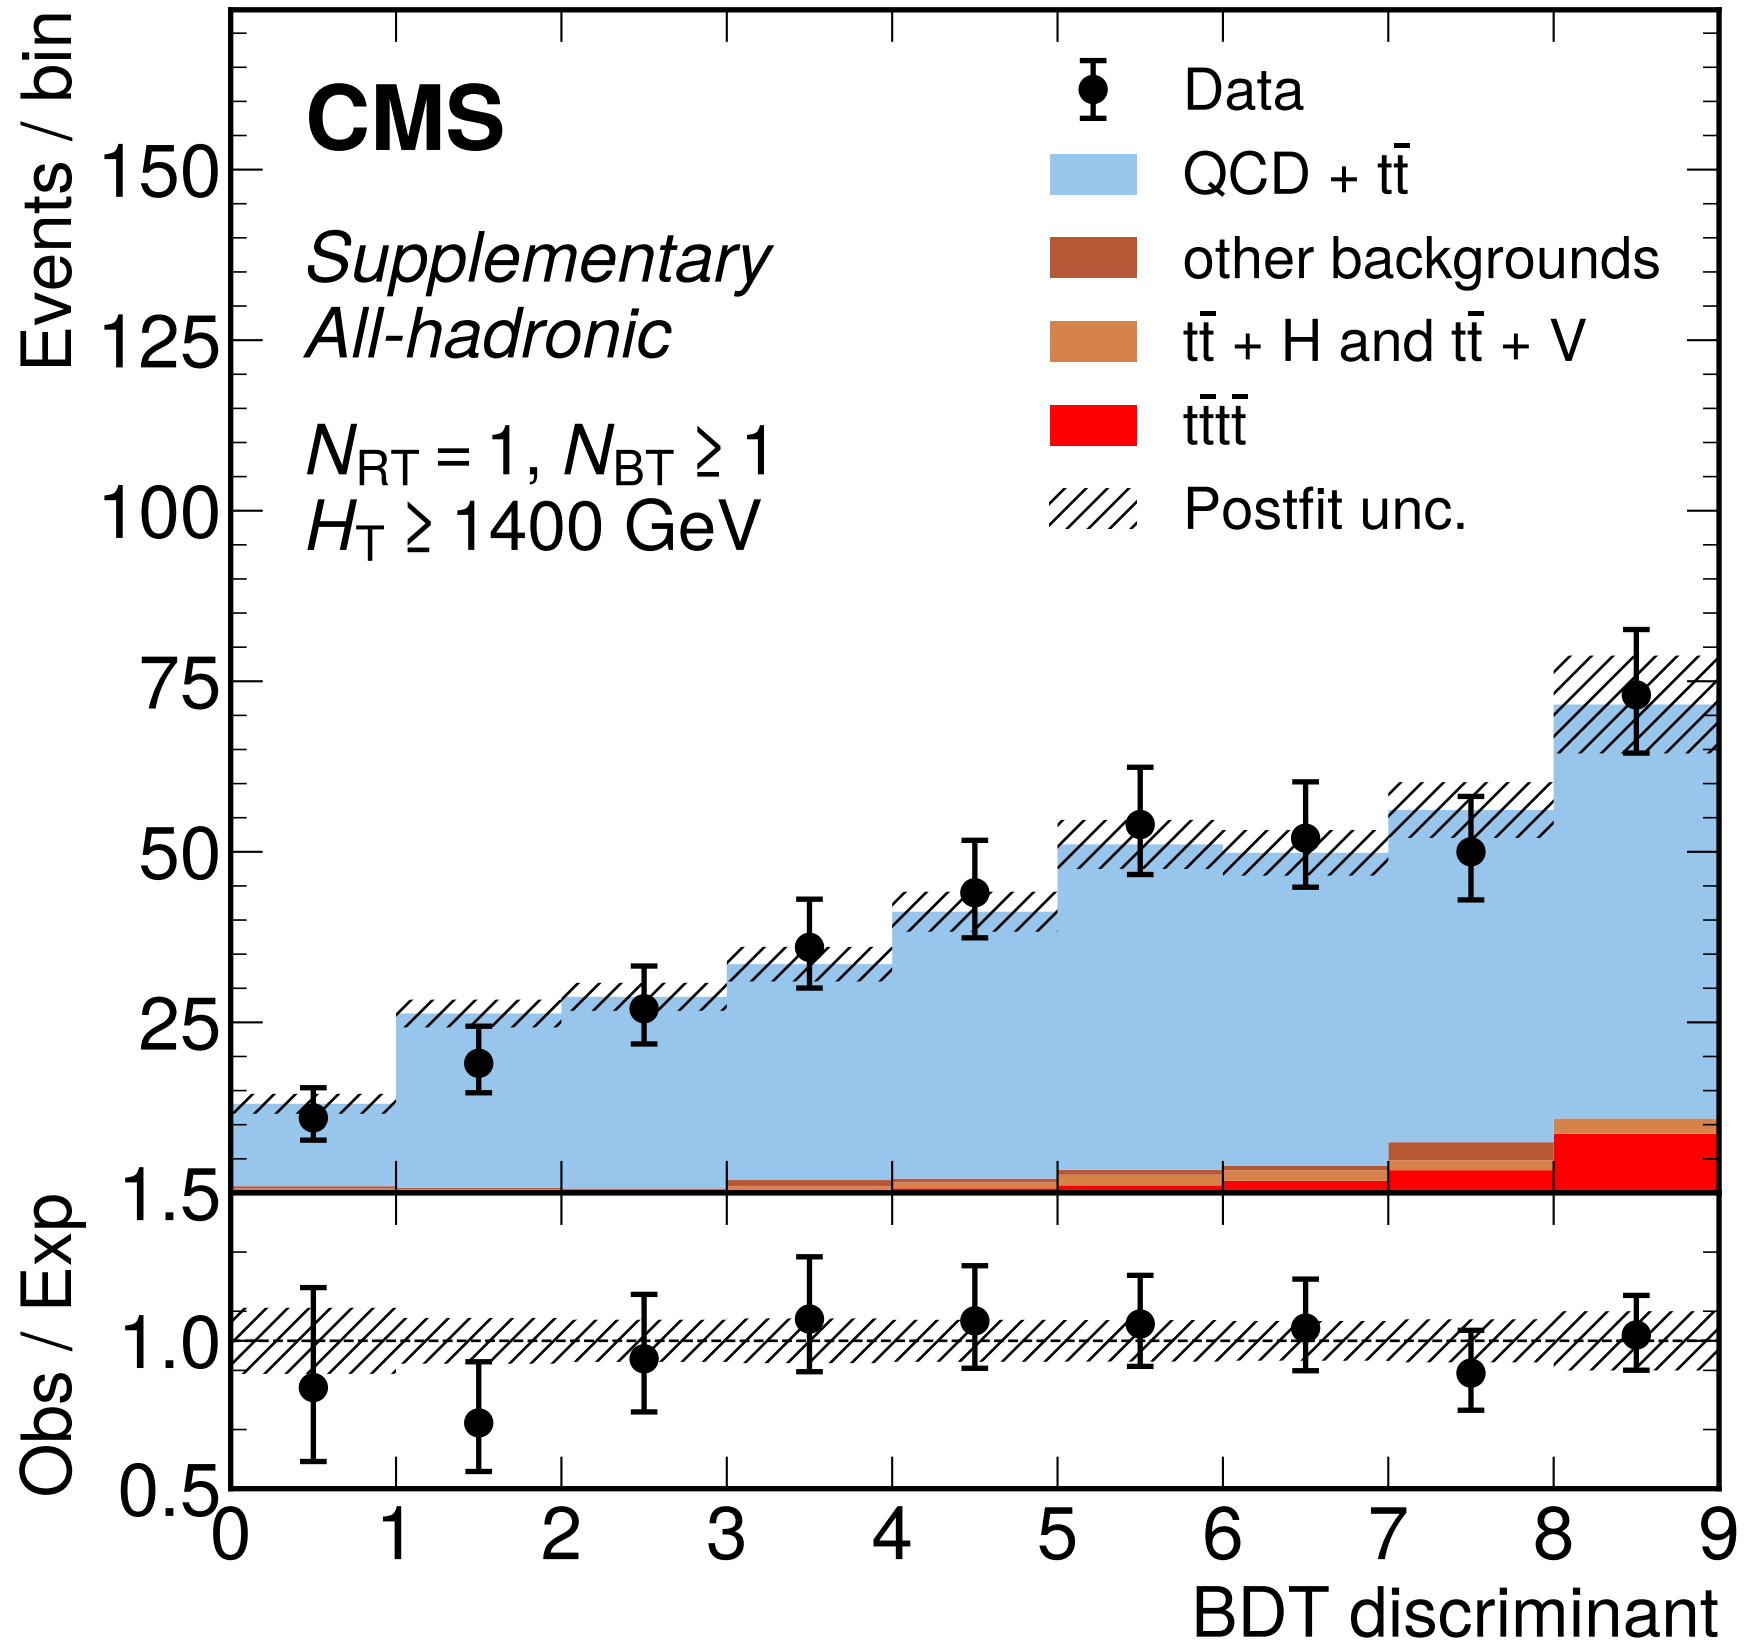 CMS
Supplementary
All-hadronic
N_RT = 1, N_BT ≥ 1
H_T ≥ 1400 GeV
Data
QCD + tt̄
other backgrounds
tt̄ + H and tt̄ + V
tt̄tt̄
Postfit unc.
Events / bin
150
125
100
75
50
25
Obs / Exp
1.5
1.0
0.5
0 1 2 3 4 5 6 7 8 9
BDT discriminant